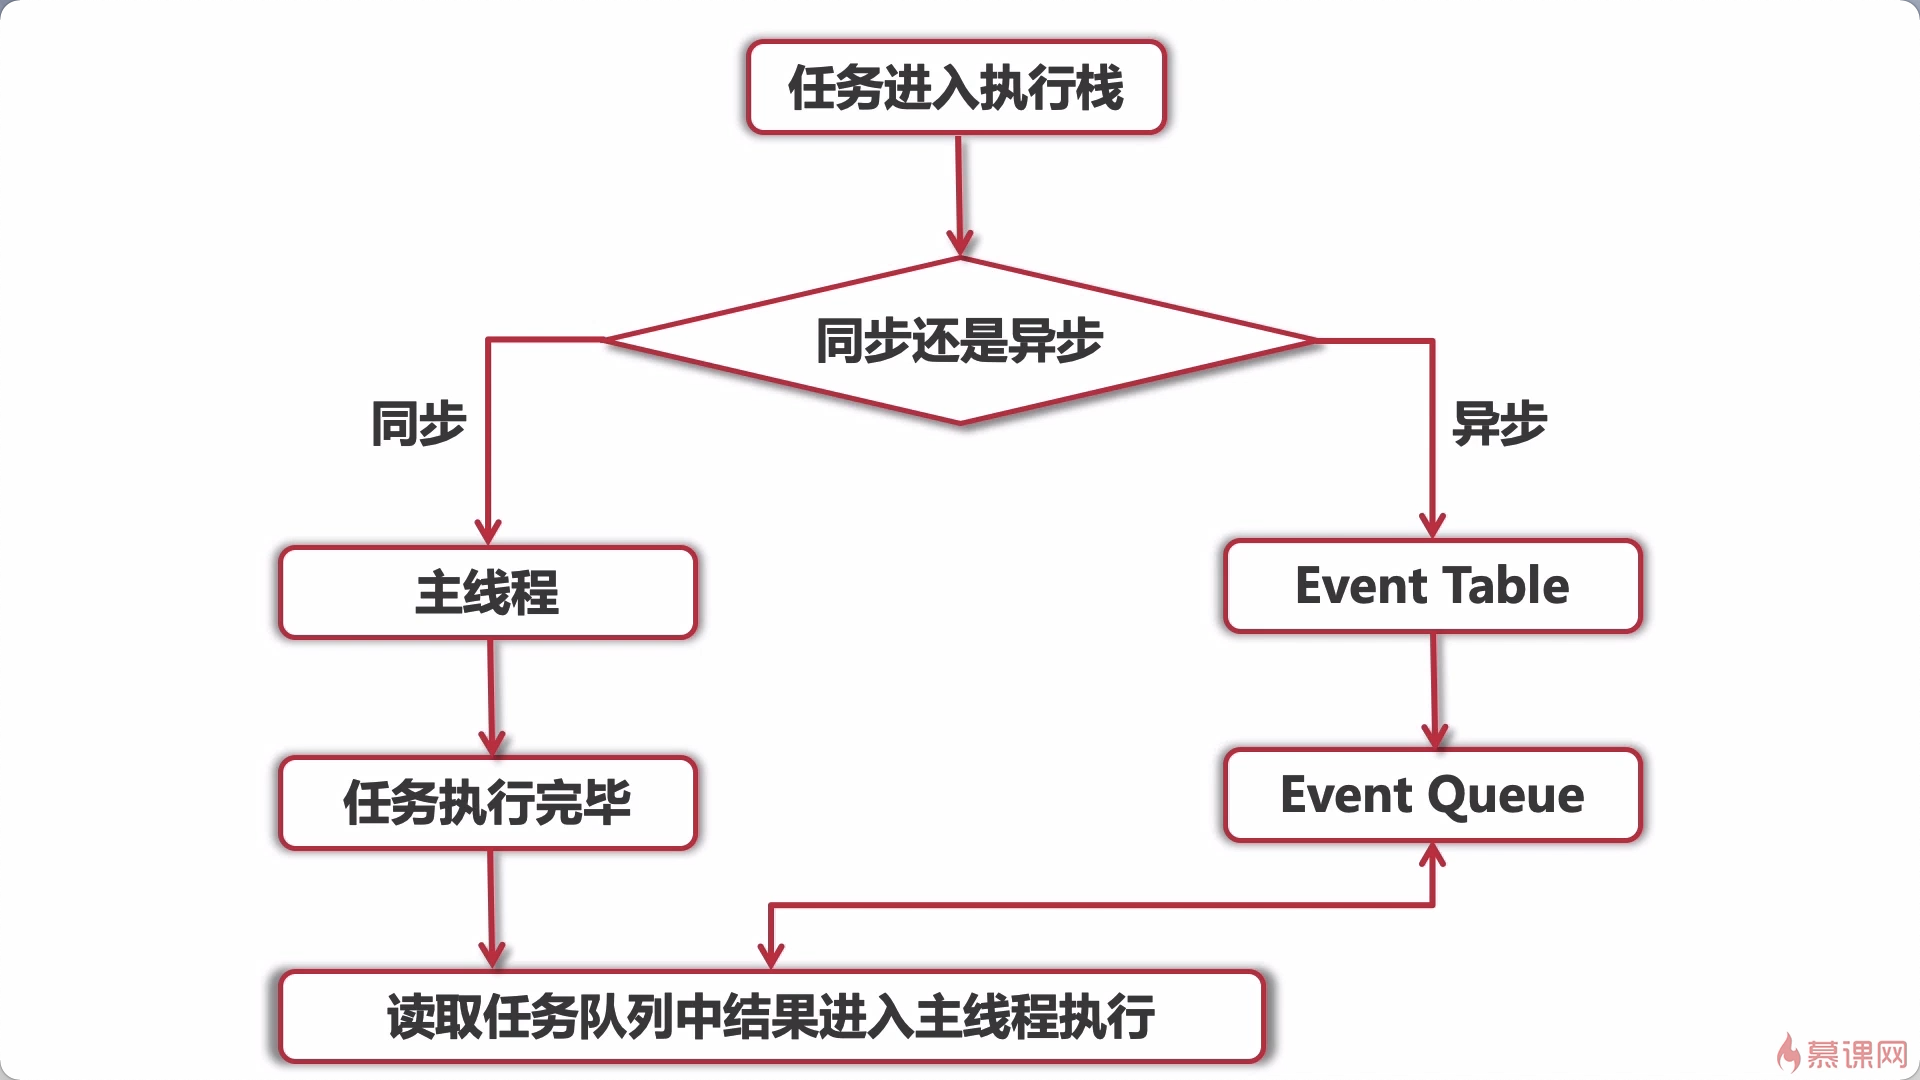 任务进入执行栈
同步还是异步
同步
异步
主线程
Event Table
任务执行完毕
Event Queue
读取任务队列中结果进入主线程执行
慕课网